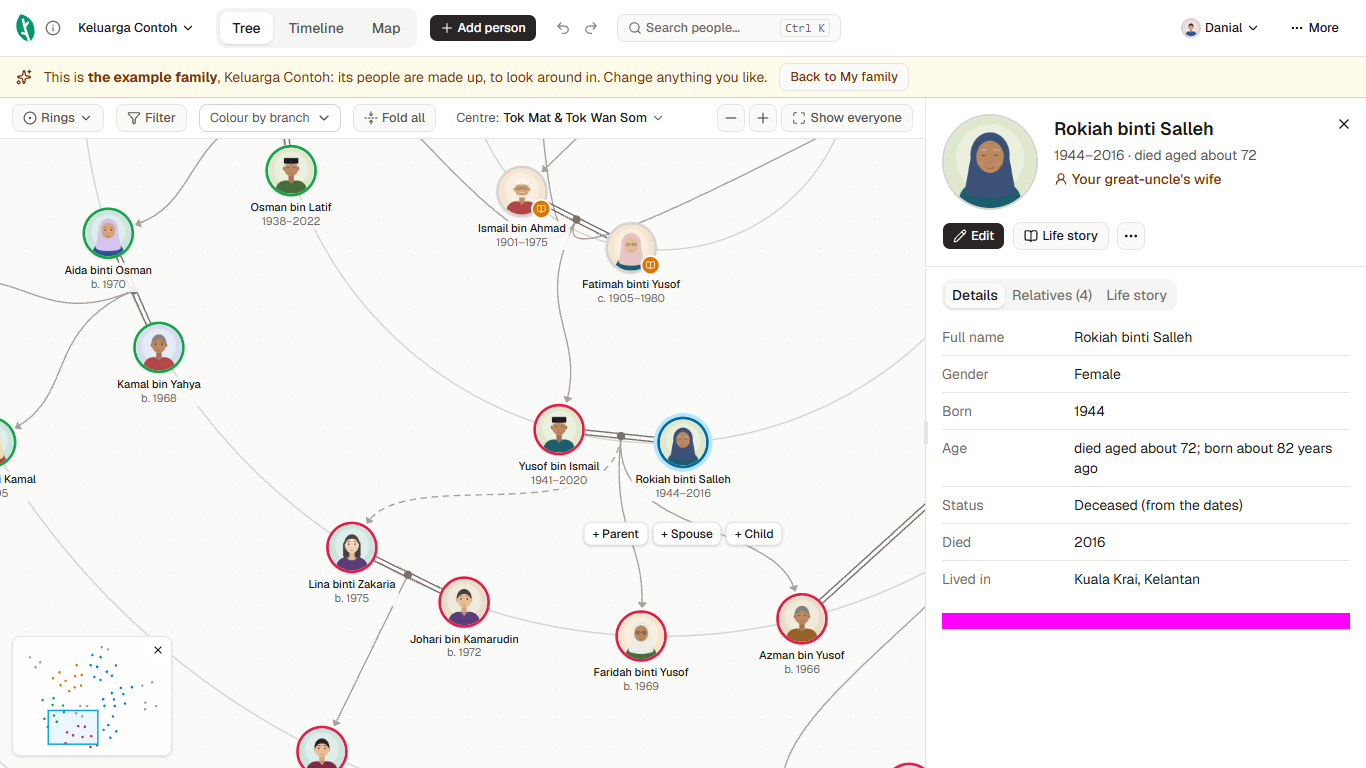 Keluarga Contoh
Tree
Timeline
Map
+ Add person
Search people...
Ctrl K
Danial
··· More
This is the example family, Keluarga Contoh: its people are made up, to look around in. Change anything you like.
Back to My family
Rings
Filter
Colour by branch
Fold all
Centre: Tok Mat & Tok Wan Som
Show everyone
Osman bin Latif
1938–2022
Ismail bin Ahmad
1901–1975
Aida binti Osman
b. 1970
Fatimah binti Yusof
c. 1905–1980
Kamal bin Yahya
b. 1968
i Kamal
95
Yusof bin Ismail
1941–2020
Rokiah binti Salleh
1944–2016
+ Parent
+ Spouse
+ Child
Lina binti Zakaria
b. 1975
Johari bin Kamarudin
b. 1972
Faridah binti Yusof
b. 1969
Azman bin Yusof
b. 1966
Rokiah binti Salleh
1944–2016 · died aged about 72
Your great-uncle's wife
Edit
Life story
Details
Relatives (4)
Life story
Full name
Rokiah binti Salleh
Gender
Female
Born
1944
Age
died aged about 72; born about 82 years
ago
Status
Deceased (from the dates)
Died
2016
Lived in
Kuala Krai, Kelantan